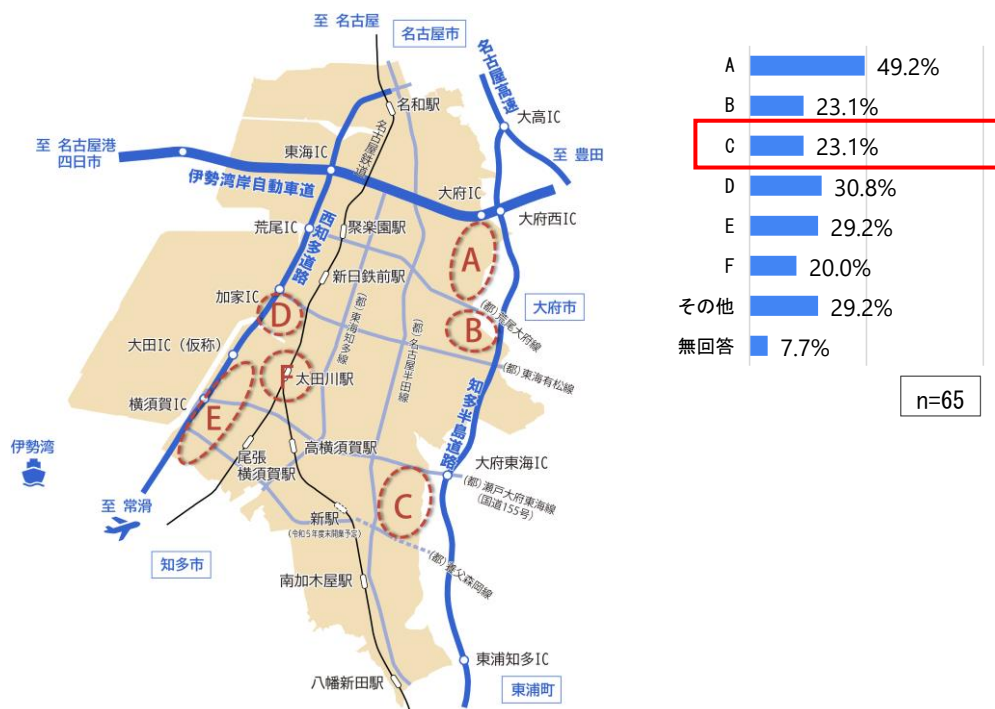 至 名古屋
名古屋市
名古屋高速
名和駅
名古屋鉄道
大高IC
至 名古屋港
四日市
東海IC
至 豊田
伊勢湾岸自動車道
大府IC
大府西IC
西知多道路
荒尾IC
聚楽園駅
A
新日鉄前駅
加家IC
大府市
D
(都)荒尾大府線
B
(都)東海知多線
(都)名古屋半田線
大田IC(仮称)
F
太田川駅
(都)東海有松線
横須賀IC
E
知多半島道路
伊勢湾
尾張
横須賀駅
高横須賀駅
大府東海IC
(都)瀬戸大府東海線
(国道155号)
C
至 常滑
新駅
(令和5年度末開業予定)
知多市
(都)養父森岡線
南加木屋駅
東浦知多IC
八幡新田駅
東浦町
A 49.2%
B 23.1%
C 23.1%
D 30.8%
E 29.2%
F 20.0%
その他 29.2%
無回答 7.7%
n=65